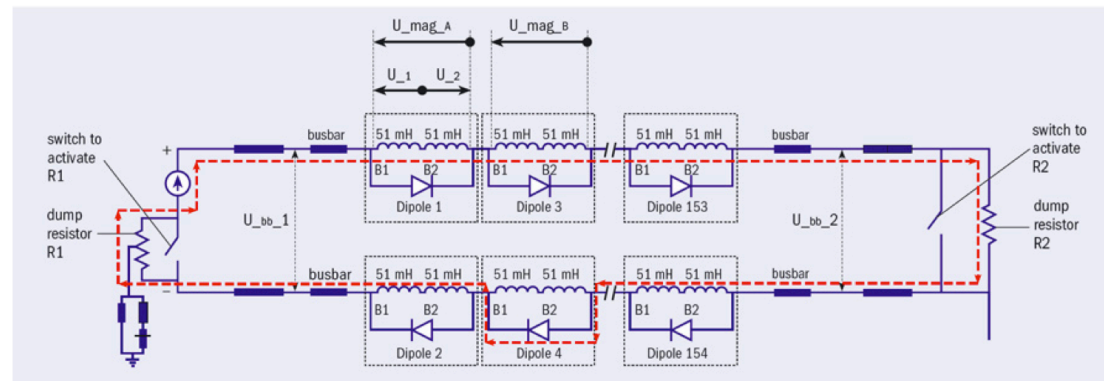 U_mag_A
U_mag_B
U_1
U_2
switch to
activate
R1
+
busbar
51 mH 51 mH
51 mH 51 mH
51 mH 51 mH
busbar
switch to
activate
R2
B1 B2
B1 B2
B1 B2
Dipole 1
Dipole 3
Dipole 153
dump
resistor
R1
U_bb_1
U_bb_2
dump
resistor
R2
busbar
51 mH 51 mH
51 mH 51 mH
51 mH 51 mH
busbar
–
B1 B2
B1 B2
B1 B2
Dipole 2
Dipole 4
Dipole 154